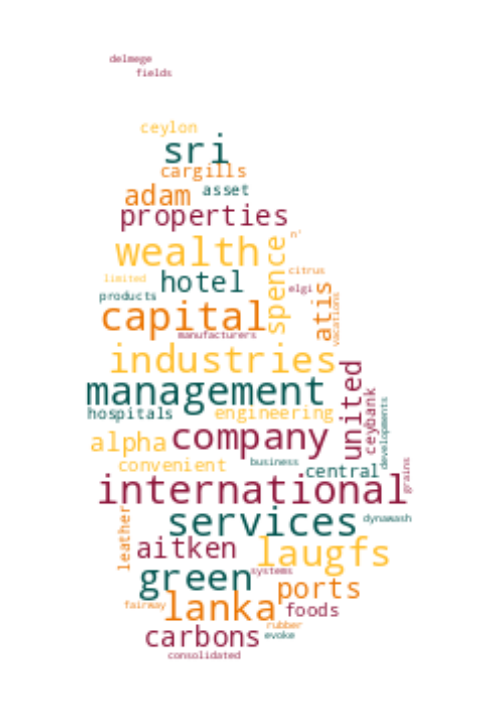 delmege
fields
ceylon
sri
cargills
adam
asset
properties
n'
wealth
spence
citrus
limited
hotel
elgi
products
atis
vacations
capital
manufacturers
industries
management
united
ceybank
developments
hospitals
engineering
alpha
company
convenient
business
central
grains
international
services
dynawash
leather
aitken
laugfs
green
systems
ports
fairway
lanka
foods
rubber
carbons
evoke
consolidated